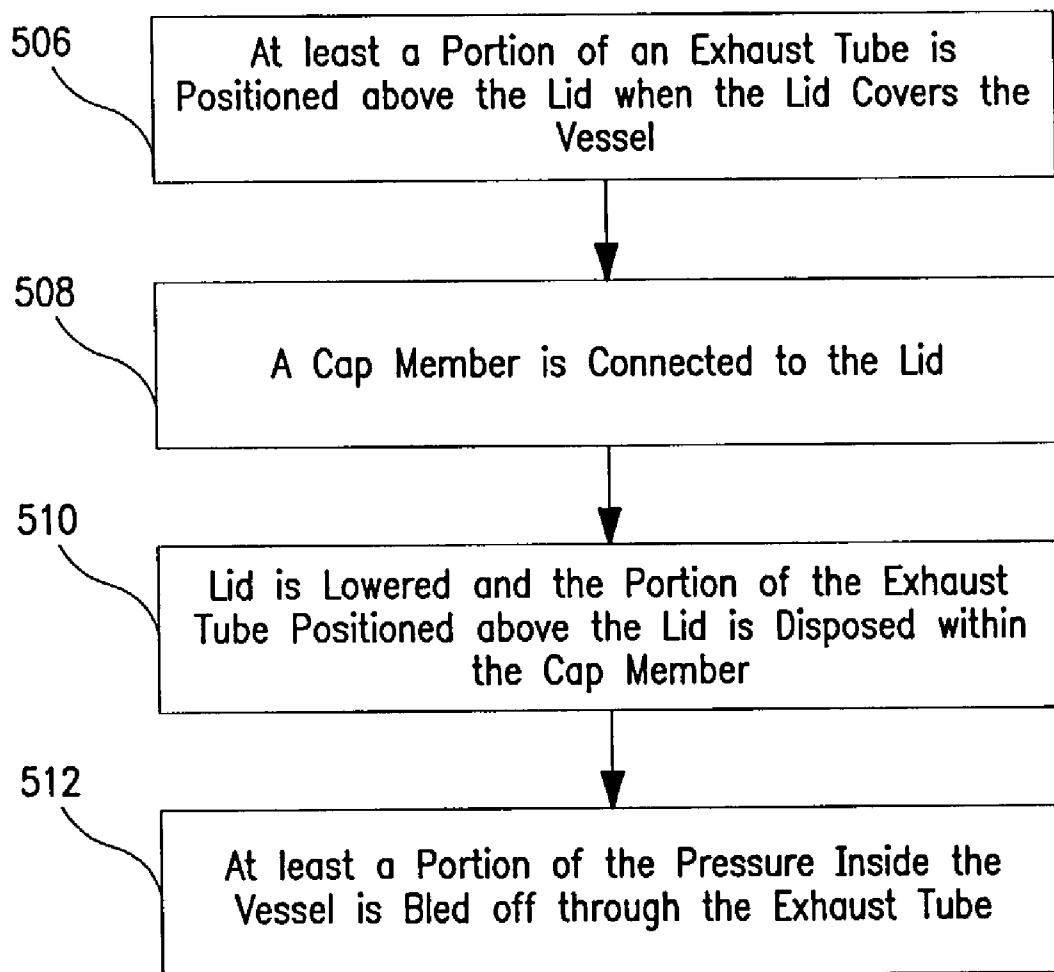 506
At least a Portion of an Exhaust Tube is
Positioned above the Lid when the Lid Covers the
Vessel
508
A Cap Member is Connected to the Lid
510
Lid is Lowered and the Portion of the Exhaust
Tube Positioned above the Lid is Disposed within
the Cap Member
512
At least a Portion of the Pressure Inside the
Vessel is Bled off through the Exhaust Tube